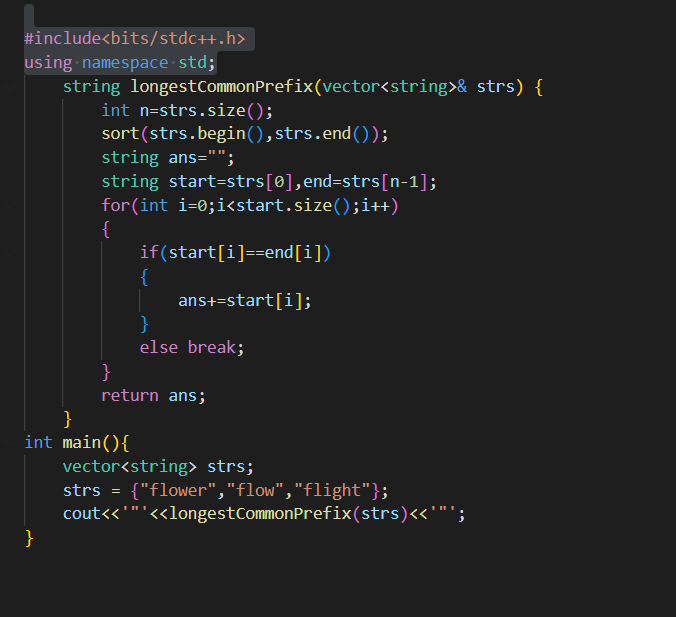 #include<bits/stdc++.h>
using namespace std;
    string longestCommonPrefix(vector<string>& strs) {
        int n=strs.size();
        sort(strs.begin(),strs.end());
        string ans="";
        string start=strs[0],end=strs[n-1];
        for(int i=0;i<start.size();i++)
        {
            if(start[i]==end[i])
            {
                ans+=start[i];
            }
            else break;
        }
        return ans;
    }
int main(){
    vector<string> strs;
    strs = {"flower","flow","flight"};
    cout<<'"'<<longestCommonPrefix(strs)<<'"';
}